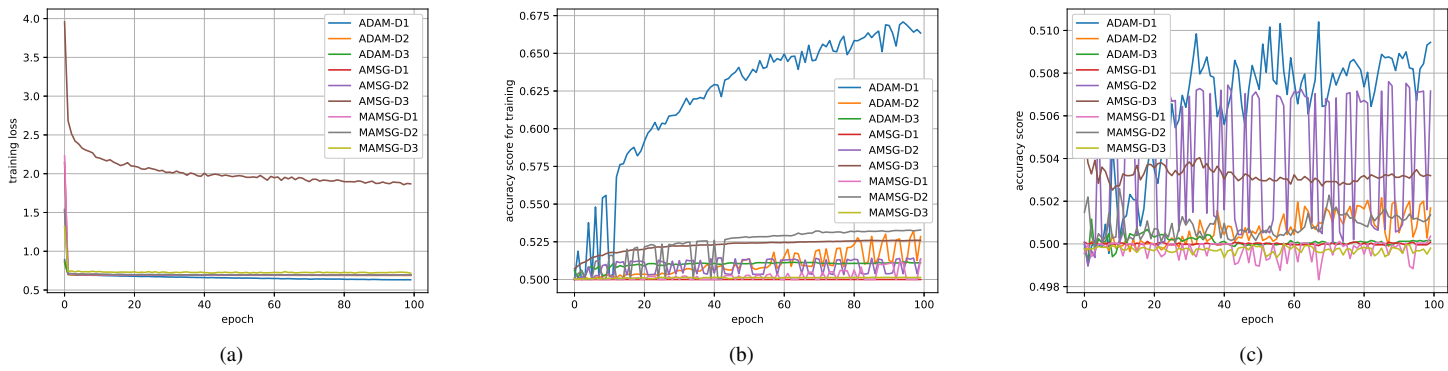 4.0
3.5
3.0
2.5
2.0
1.5
1.0
0.5
training loss
0 20 40 60 80 100
epoch
ADAM-D1
ADAM-D2
ADAM-D3
AMSG-D1
AMSG-D2
AMSG-D3
MAMSG-D1
MAMSG-D2
MAMSG-D3
(a)
0.675
0.650
0.625
0.600
0.575
0.550
0.525
0.500
accuracy score for training
0 20 40 60 80 100
epoch
ADAM-D1
ADAM-D2
ADAM-D3
AMSG-D1
AMSG-D2
AMSG-D3
MAMSG-D1
MAMSG-D2
MAMSG-D3
(b)
0.510
0.508
0.506
0.504
0.502
0.500
0.498
accuracy score
0 20 40 60 80 100
epoch
ADAM-D1
ADAM-D2
ADAM-D3
AMSG-D1
AMSG-D2
AMSG-D3
MAMSG-D1
MAMSG-D2
MAMSG-D3
(c)